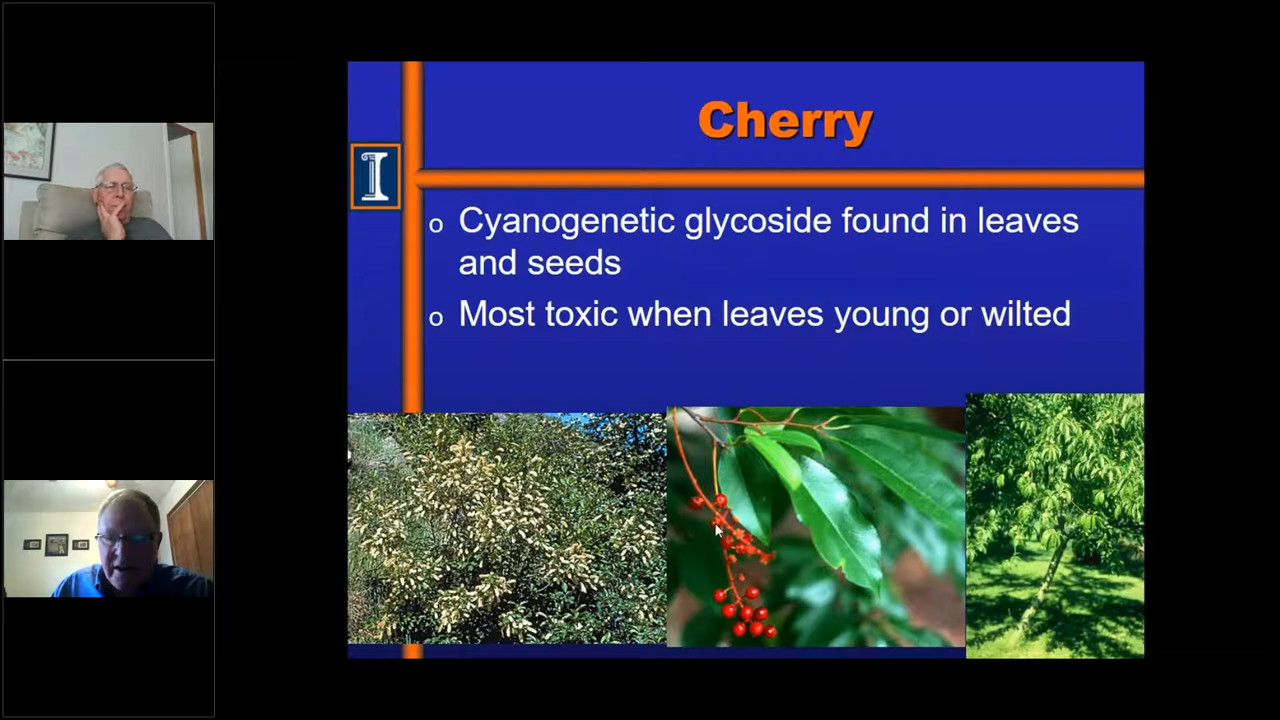 Cherry
I
o Cyanogenetic glycoside found in leaves
and seeds
o Most toxic when leaves young or wilted